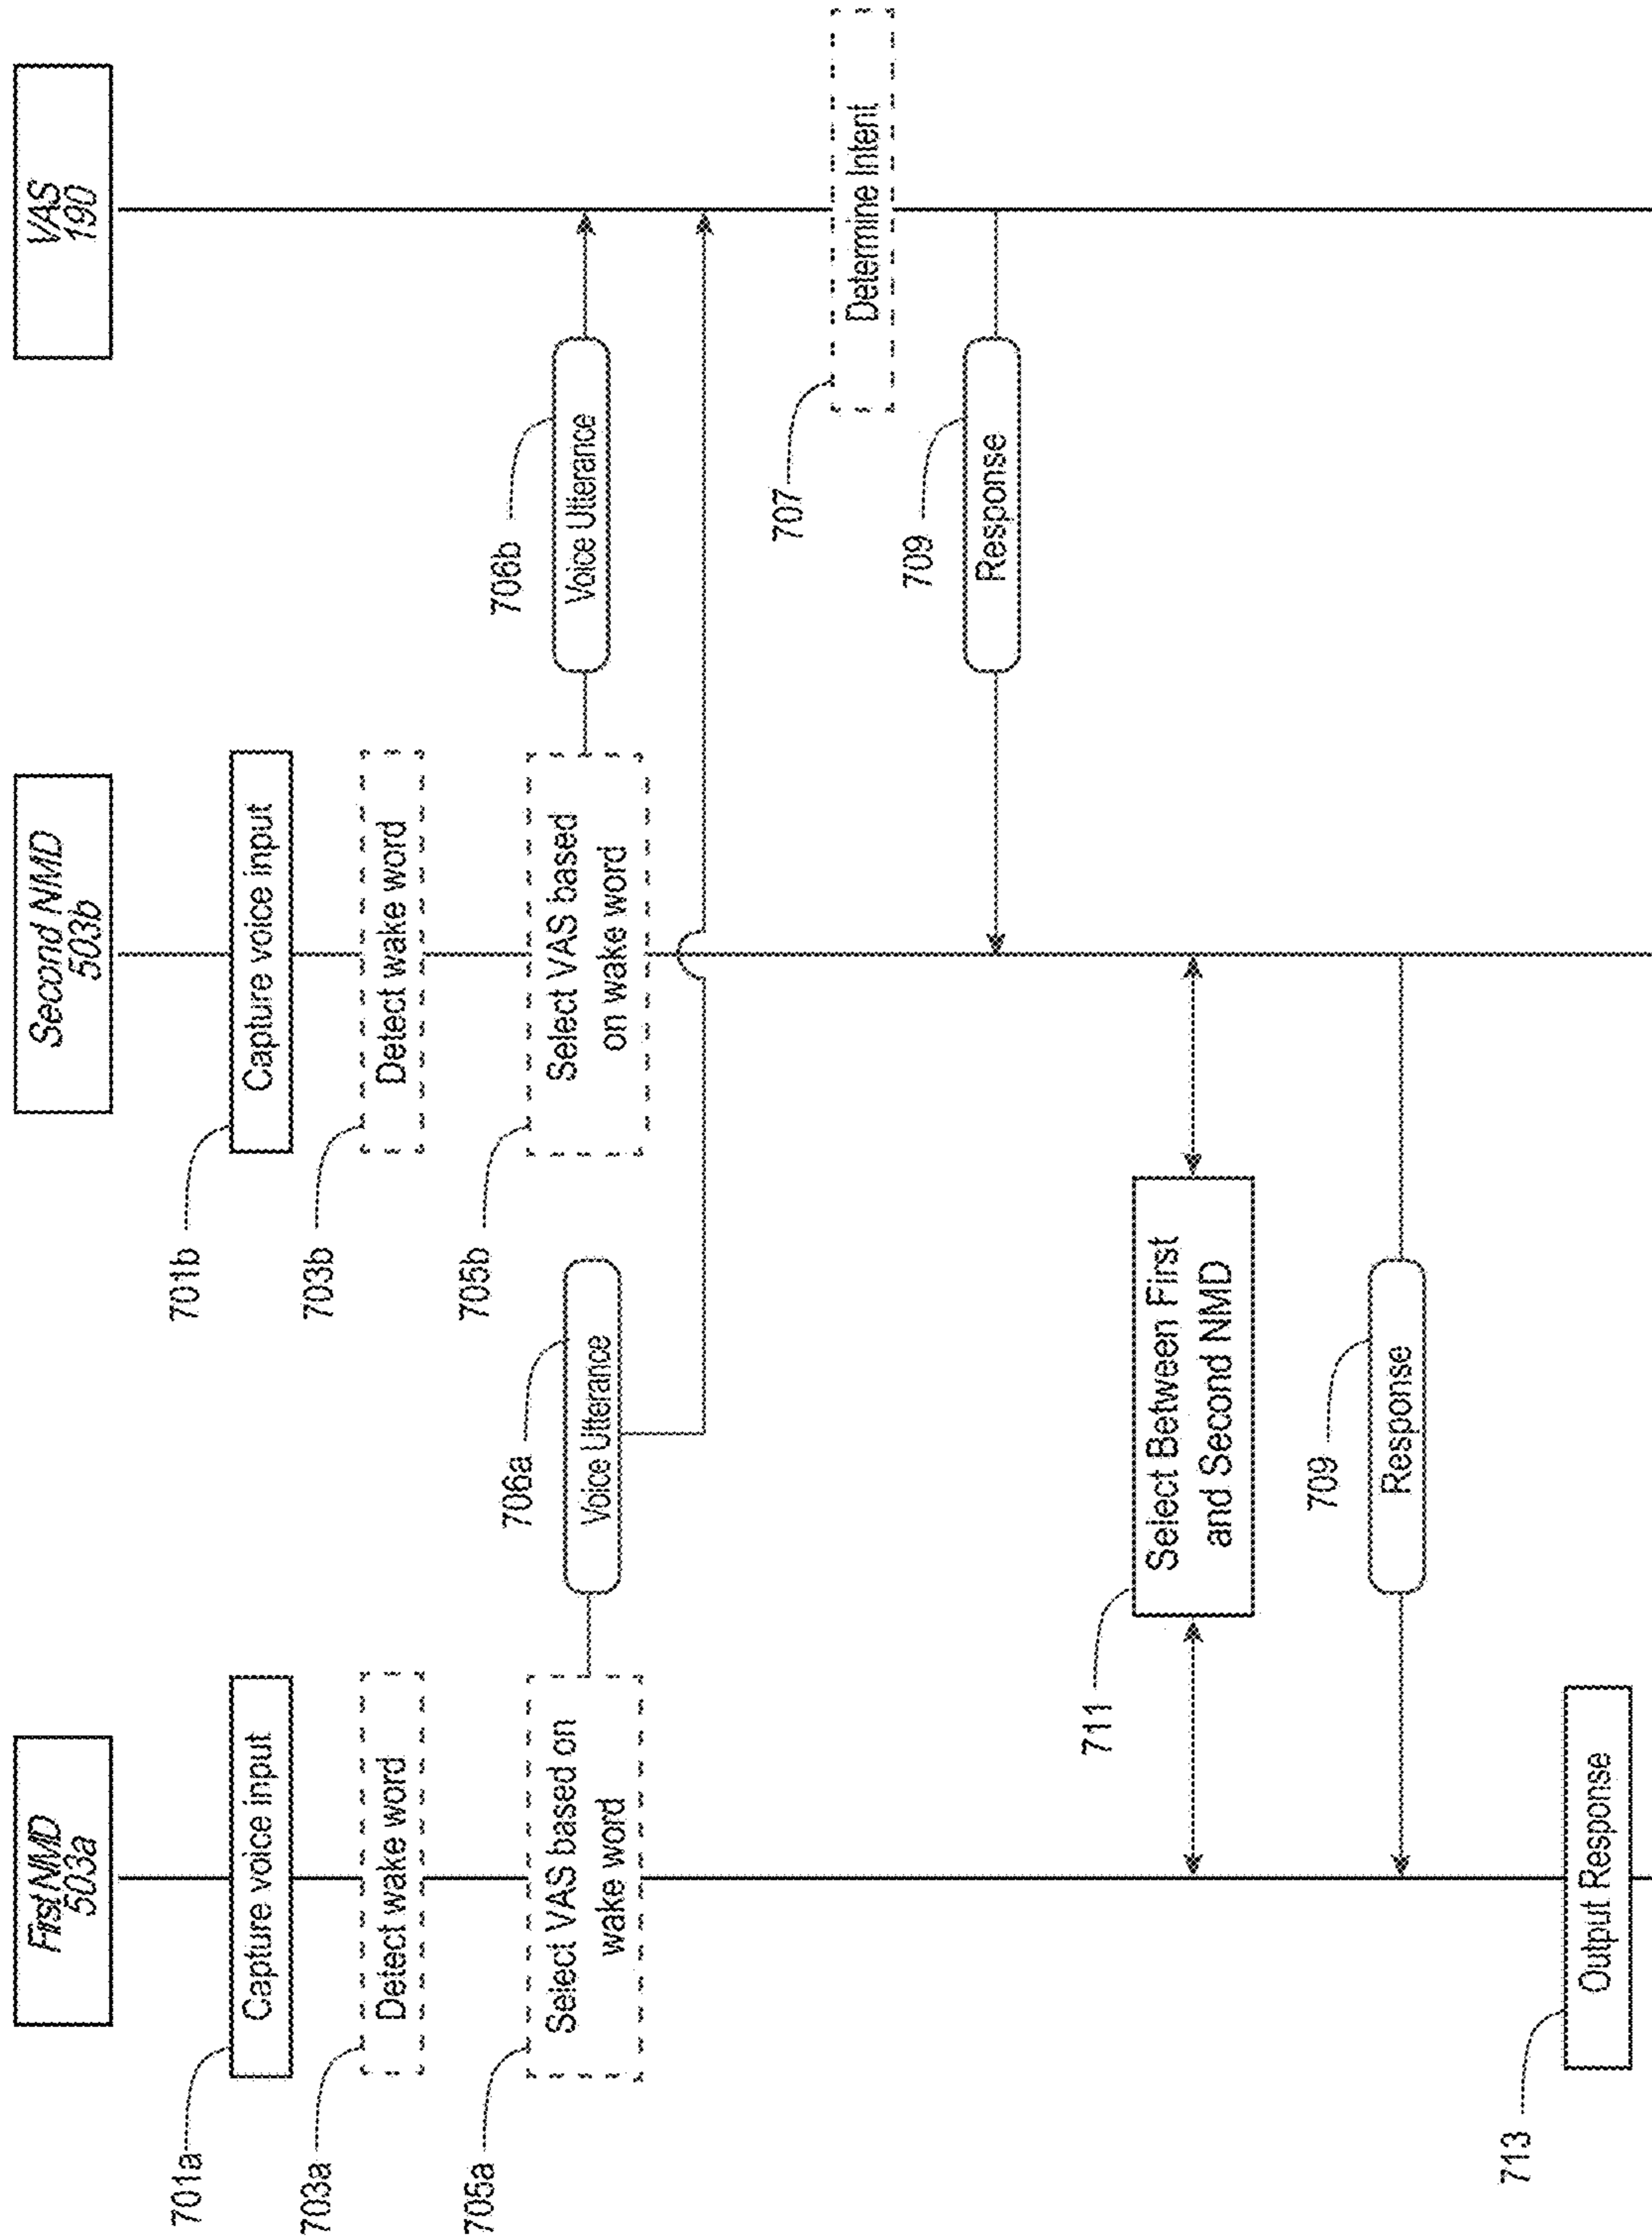 First NMD
503a
Second NMD
503b
VAS
190
701a
Capture voice input
701b
Capture voice input
703a
Detect wake word
703b
Detect wake word
705a
Select VAS based on
wake word
706a
Voice Utterance
705b
Select VAS based
on wake word
706b
Voice Utterance
707
Determine Intent
709
Response
711
Select Between First
and Second NMD
709
Response
713
Output Response